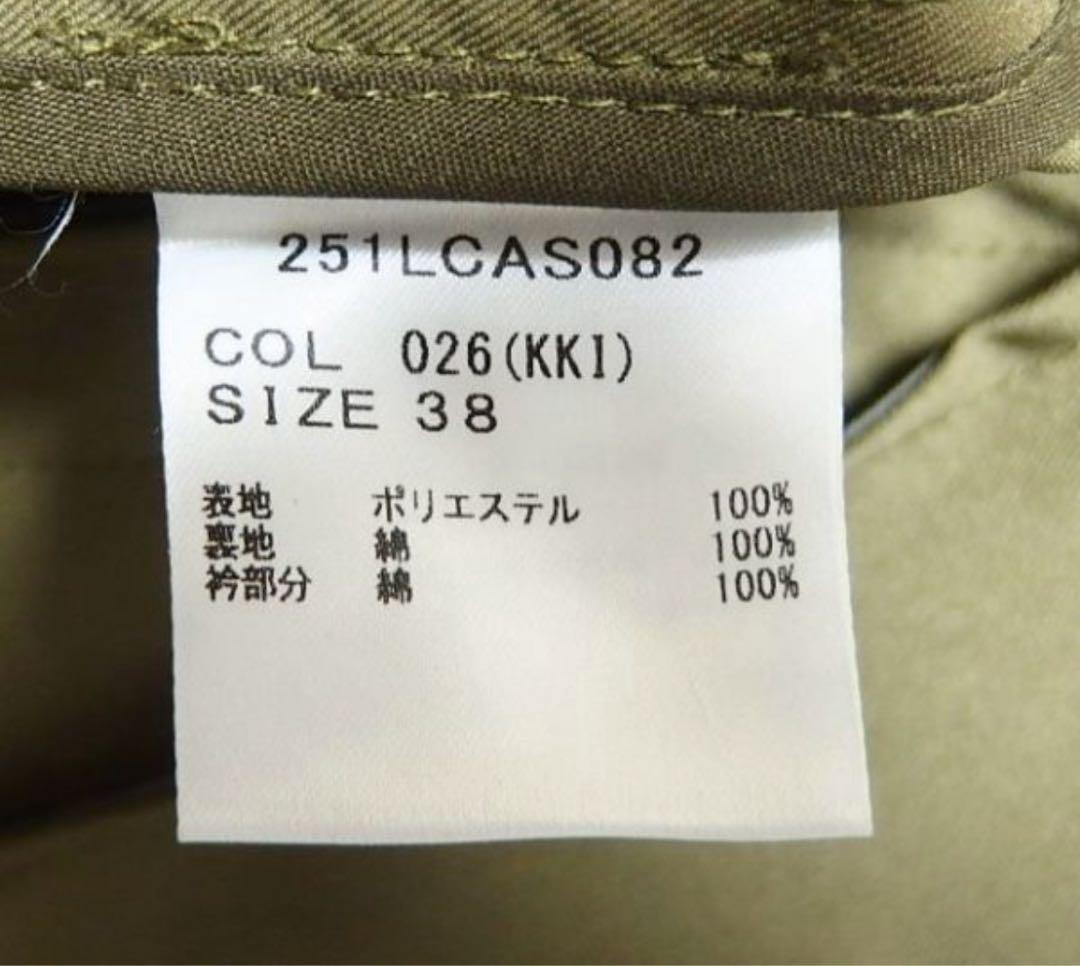 251LCAS082
COL 026(KKI)
SIZE 38
表地 ポリエステル 100%
裏地 綿 100%
衿部分 綿 100%